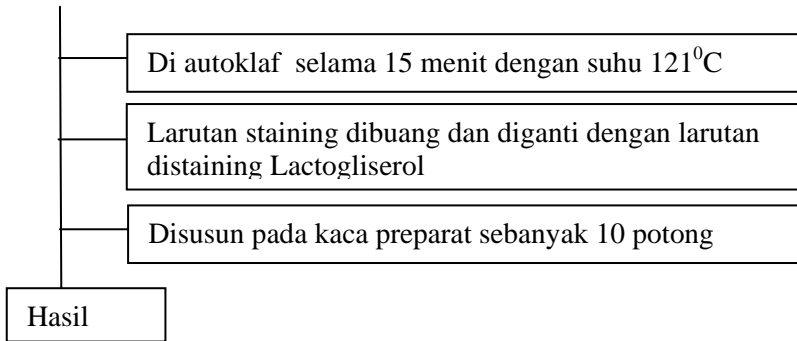 Di autoklaf selama 15 menit dengan suhu 121⁰C
Larutan staining dibuang dan diganti dengan larutan
distaining Lactogliserol
Disusun pada kaca preparat sebanyak 10 potong
Hasil